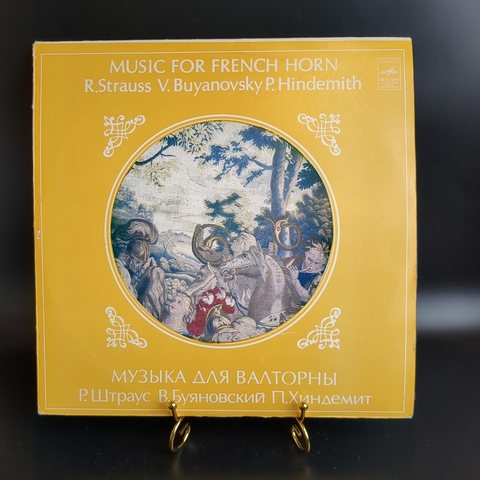 MUSIC FOR FRENCH HORN
R.Strauss V. Buyanovsky P. Hindemith
МУЗЫКА ДЛЯ ВАЛТОРНЫ
Р.Штраус В.Буяновский П.Хиндемит